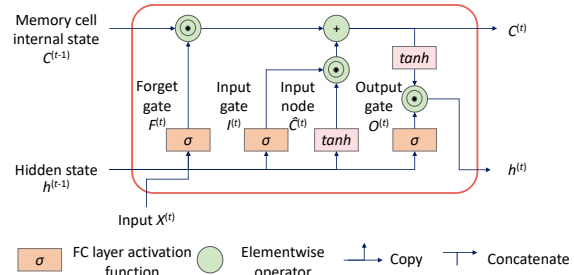 Memory cell
internal state
C(t-1)
C(t)
+
tanh
Forget
gate
F(t)
Input
gate
I(t)
Input
node
Ĉ(t)
Output
gate
O(t)
σ
σ
tanh
σ
Hidden state
h(t-1)
h(t)
Input X(t)
σ
FC layer activation
function
Elementwise
operator
Copy
Concatenate